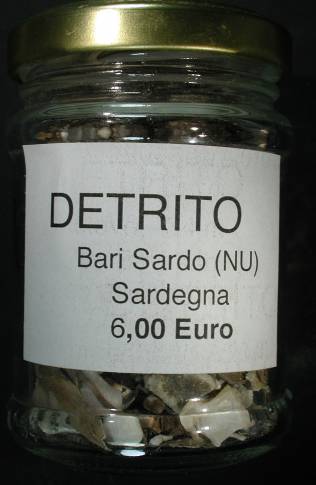 DETRITO
Bari Sardo (NU)
Sardegna
6,00 Euro